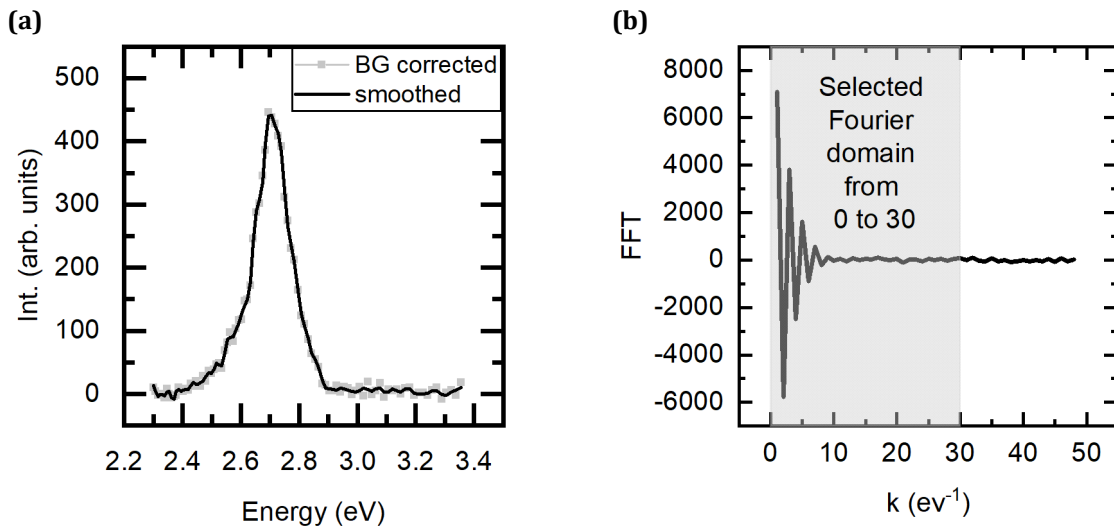 (a)
500
400
300
200
100
0
Int. (arb. units)
BG corrected
smoothed
2.2 2.4 2.6 2.8 3.0 3.2 3.4
Energy (eV)
(b)
8000
6000
4000
2000
0
-2000
-4000
-6000
FFT
Selected
Fourier
domain
from
0 to 30
0 10 20 30 40 50
k (ev⁻¹)